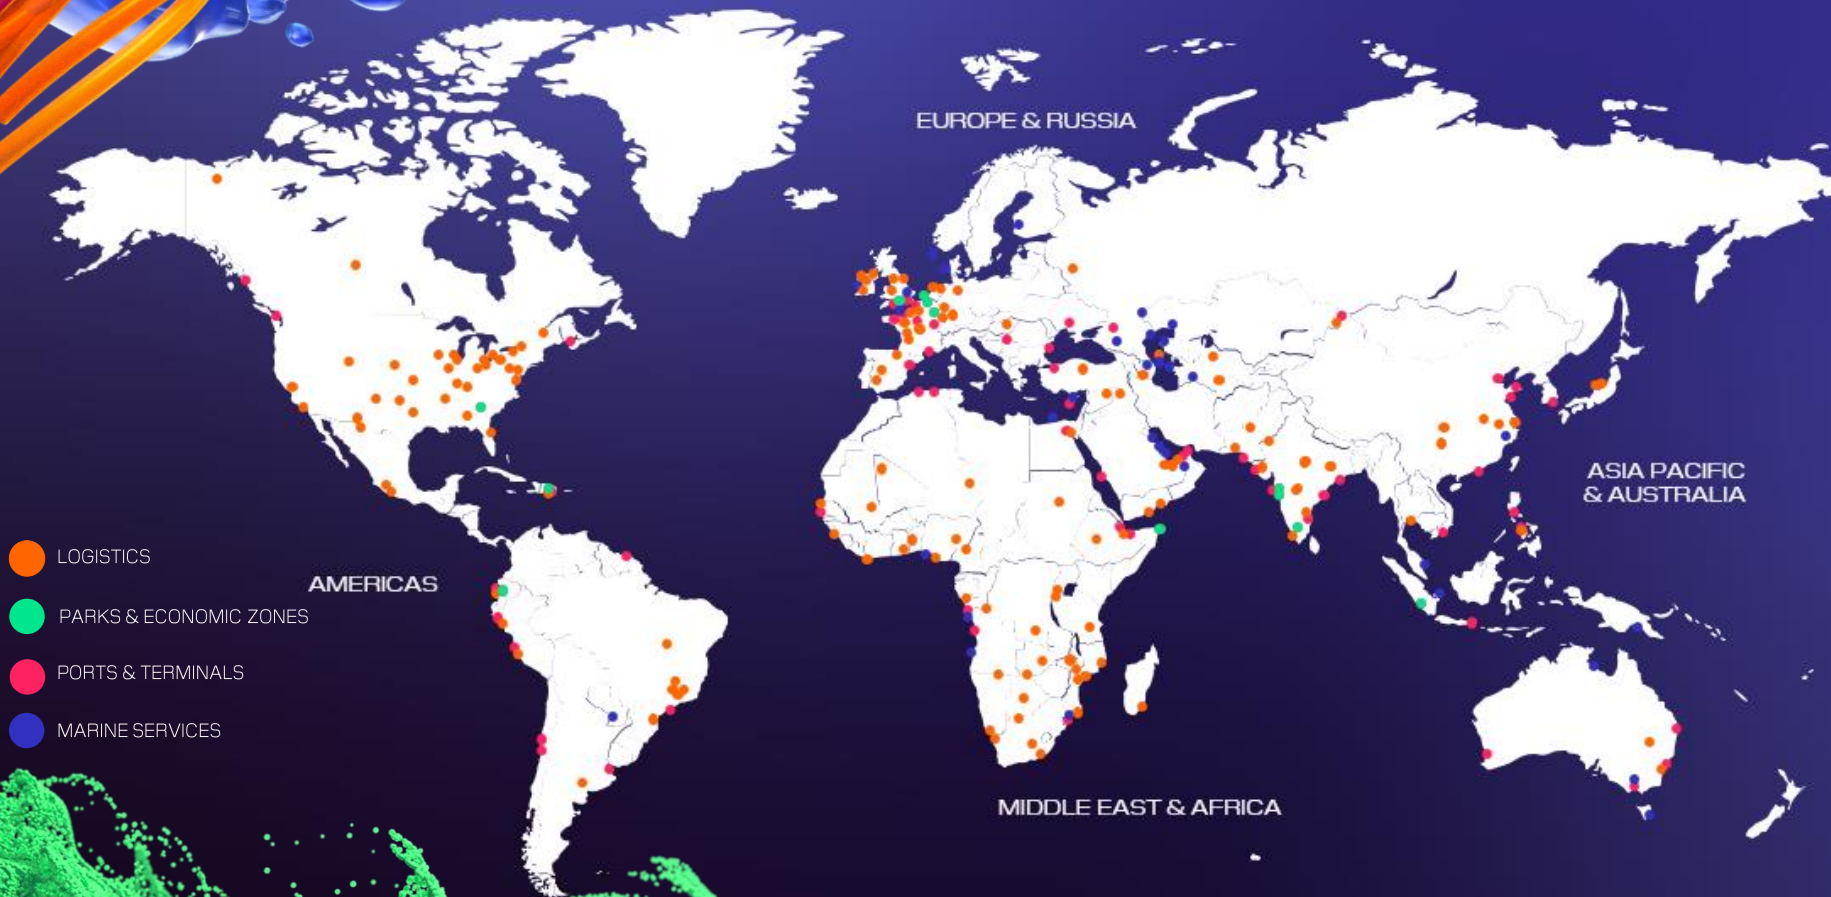 EUROPE & RUSSIA
ASIA PACIFIC
& AUSTRALIA
LOGISTICS
AMERICAS
PARKS & ECONOMIC ZONES
PORTS & TERMINALS
MARINE SERVICES
MIDDLE EAST & AFRICA